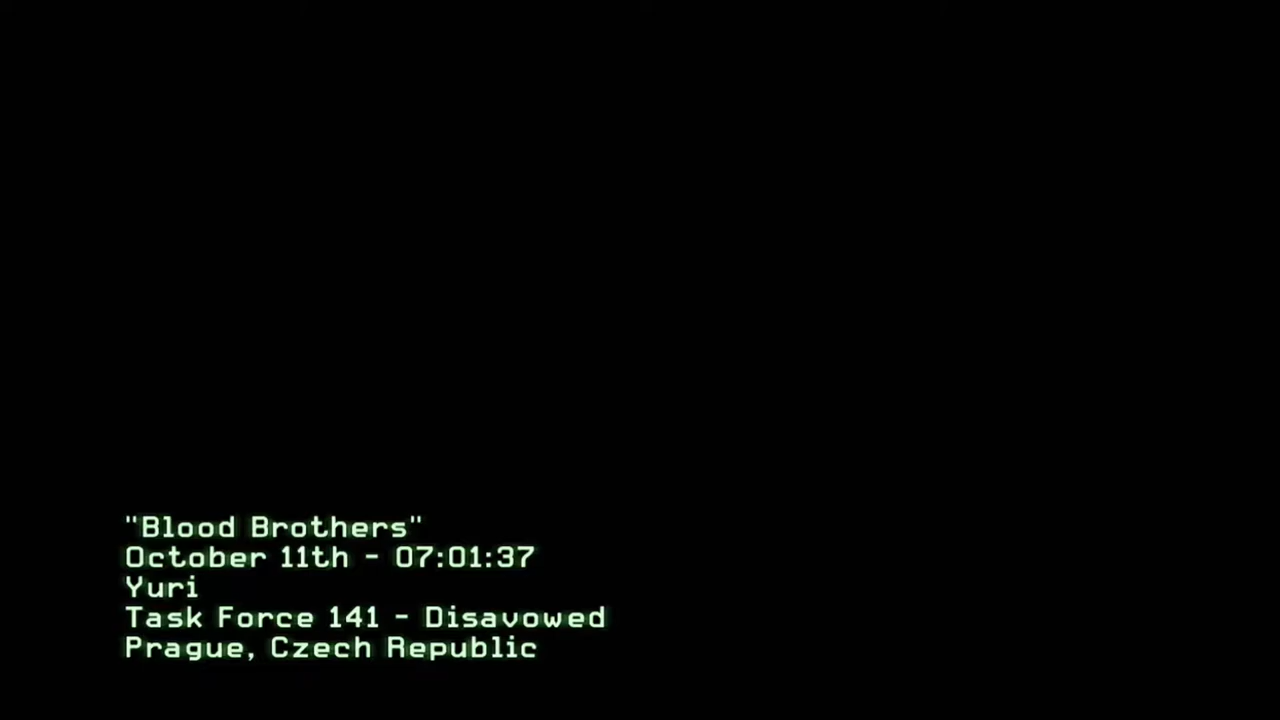 "Blood Brothers"
October 11th - 07:01:37
Yuri
Task Force 141 - Disavowed
Prague, Czech Republic